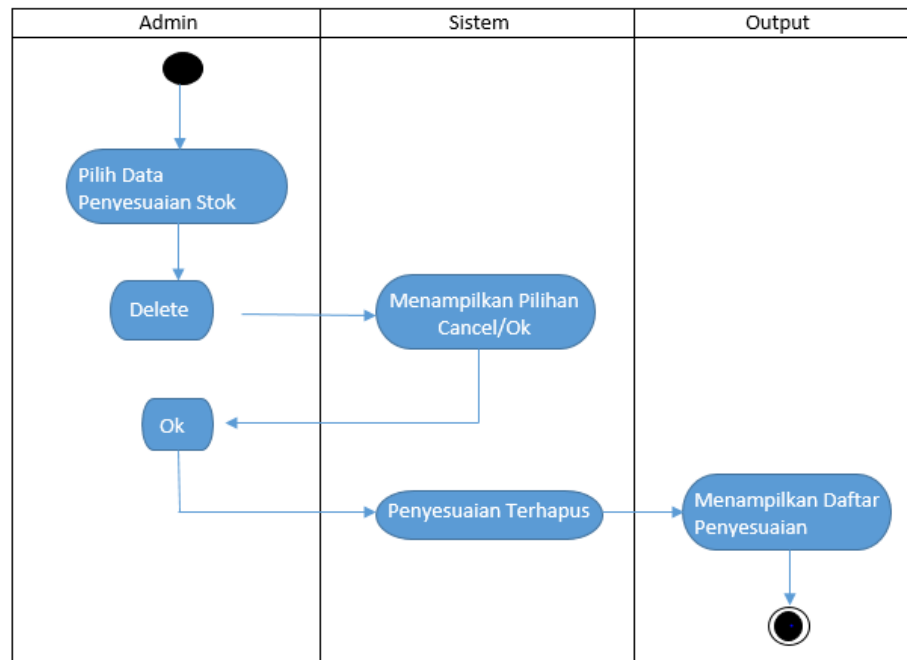 Admin
Sistem
Output
Pilih Data
Penyesuaian Stok
Delete
Menampilkan Pilihan
Cancel/Ok
Ok
Penyesuaian Terhapus
Menampilkan Daftar
Penyesuaian